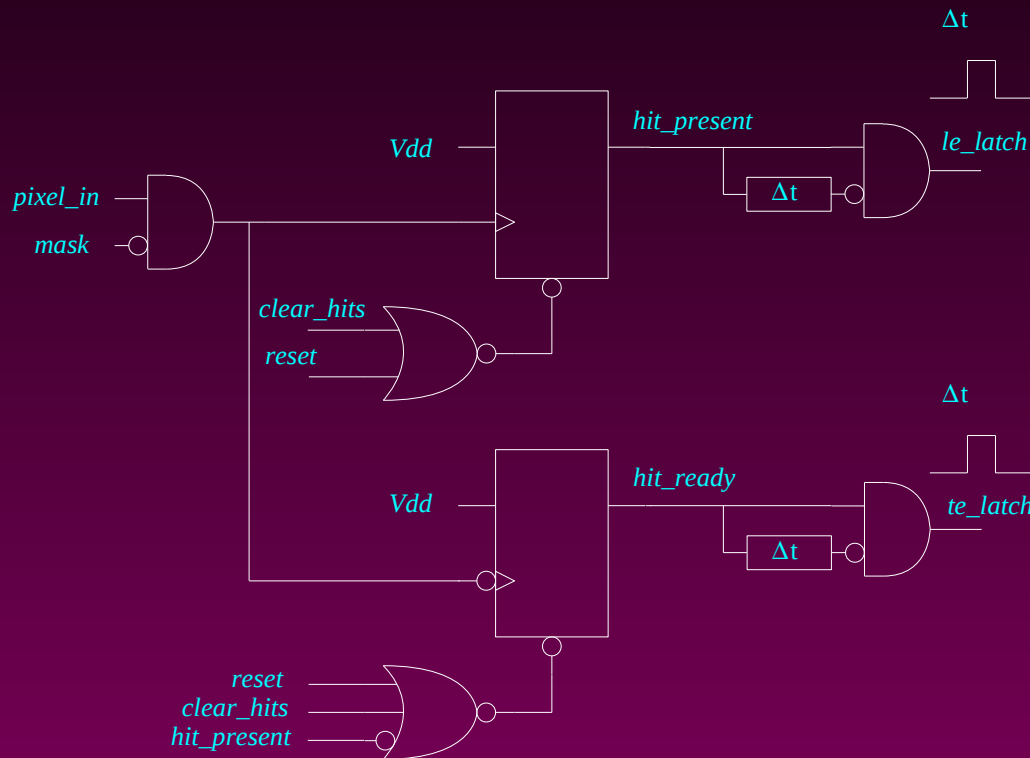 Δt
hit_present
Vdd
le_latch
Δt
pixel_in
mask
clear_hits
reset
Δt
hit_ready
Vdd
te_latch
Δt
reset
clear_hits
hit_present